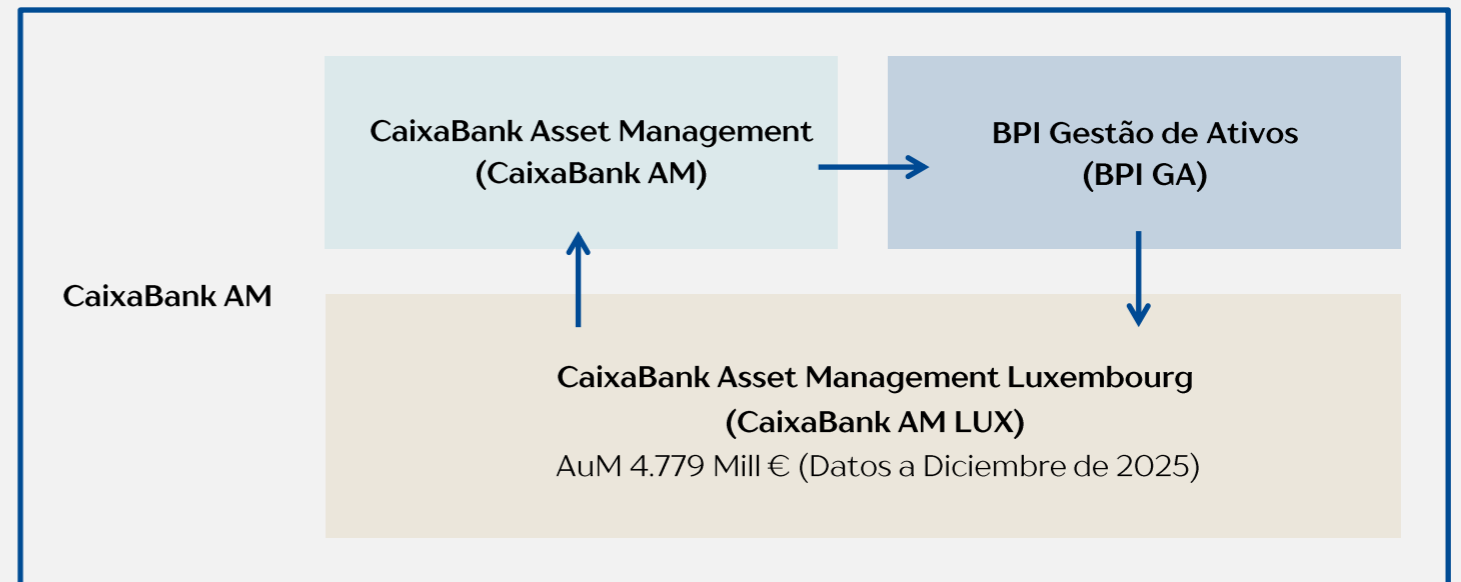 CaixaBank Asset Management
(CaixaBank AM)
BPI Gestão de Ativos
(BPI GA)
CaixaBank AM
CaixaBank Asset Management Luxembourg
(CaixaBank AM LUX)
AuM 4.779 Mill € (Datos a Diciembre de 2025)